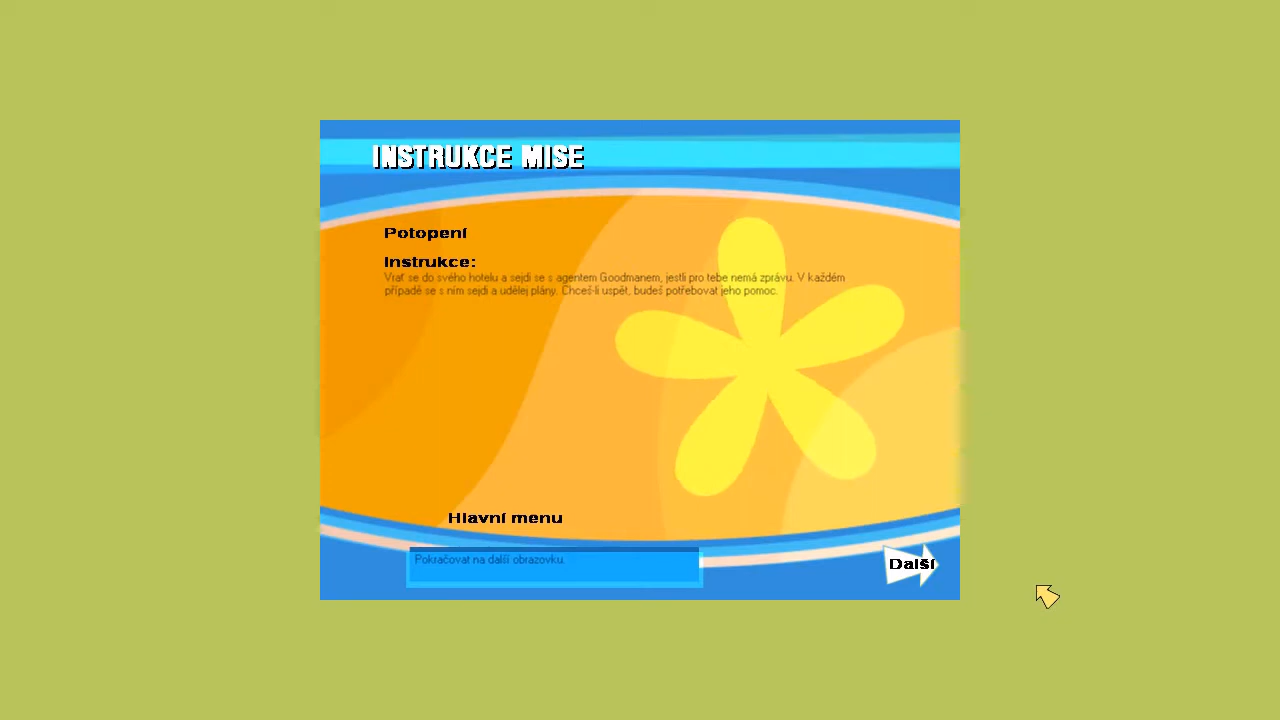 INSTRUKCE MISE
Potopení
Instrukce:
Vrať se do svého hotelu a sejdi se s agentem Goodmanem, jestli pro tebe nemá zprávu. V každém
případě se s ním sejdi a udělej plány. Chceš-li uspět, budeš potřebovat jeho pomoc.
Hlavní menu
Pokračovat na další obrazovku.
Další